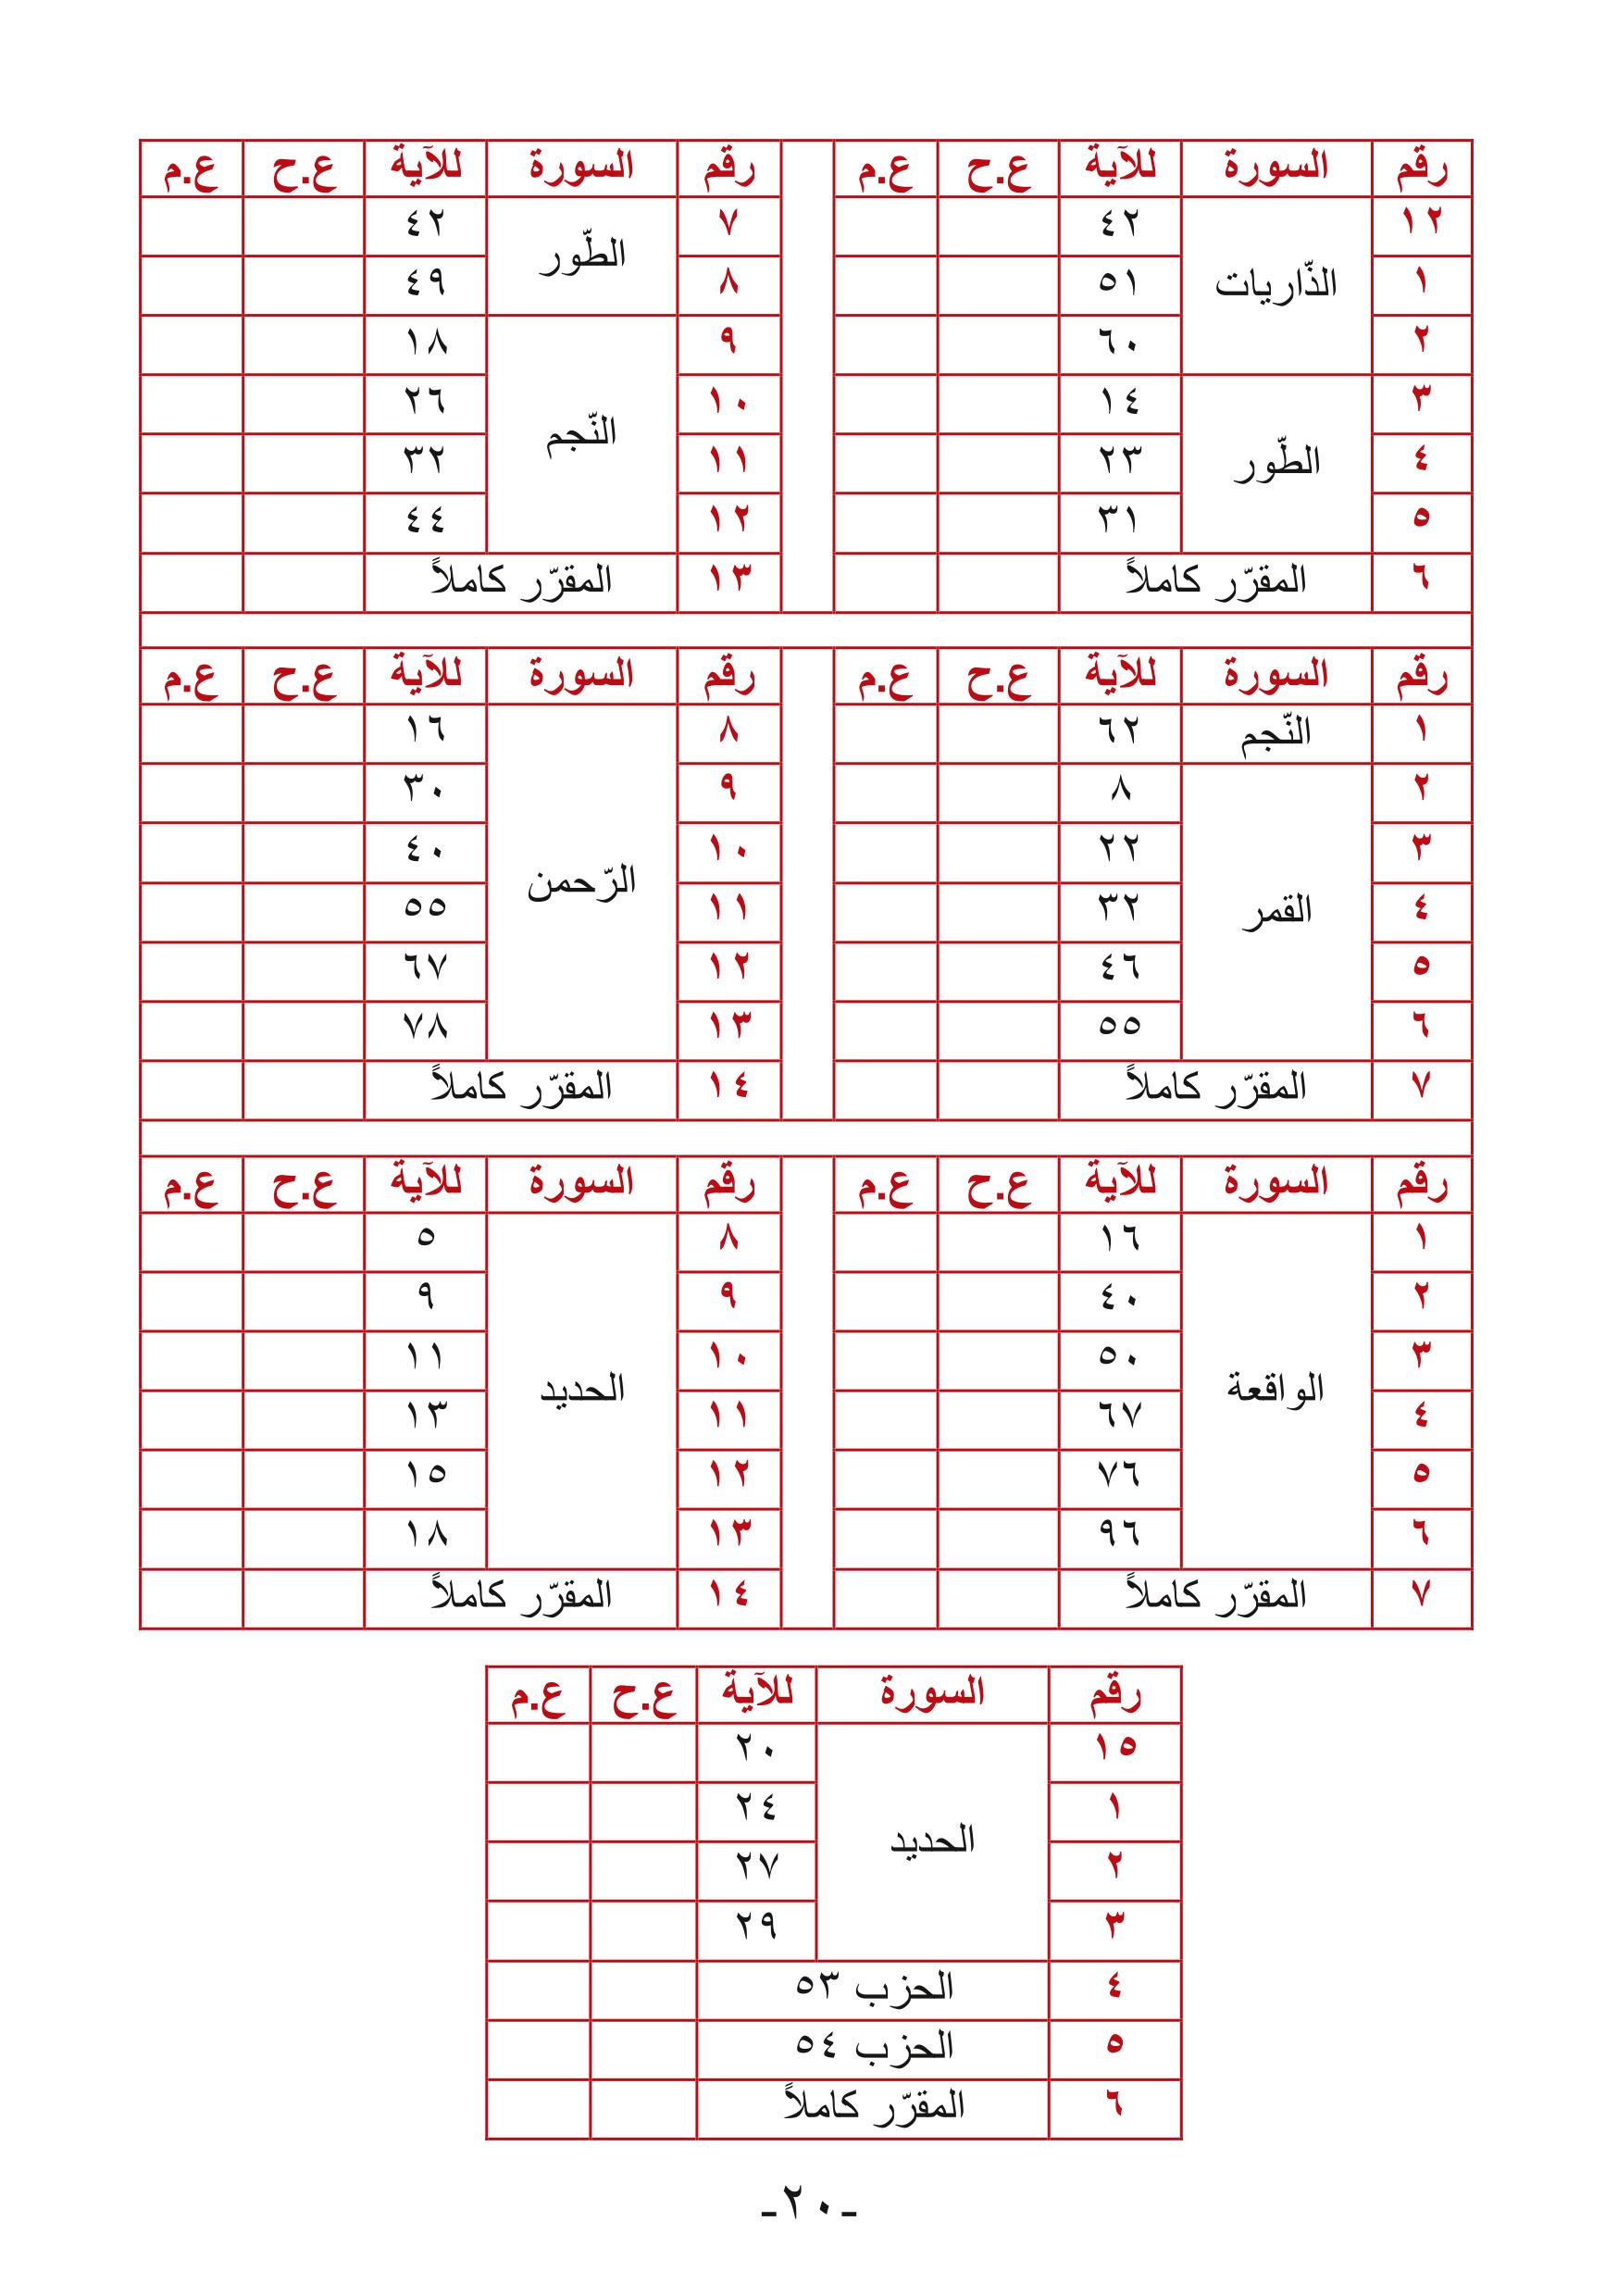 رقم السورة للآية ع.ح ع.م رقم السورة للآية ع.ح ع.م
١٢ الذّاريات ٤٢ ٧ الطّور ٤٢
١ ٥١ ٨ ٤٩
٢ ٦٠ ٩ النّجم ١٨
٣ الطّور ١٤ ١٠ ٢٦
٤ ٢٣ ١١ ٣٢
٥ ٣١ ١٢ ٤٤
٦ المقرّر كاملاً ١٣ المقرّر كاملاً
رقم السورة للآية ع.ح ع.م رقم السورة للآية ع.ح ع.م
١ النّجم ٦٢ ٨ الرّحمن ١٦
٢ القمر ٨ ٩ ٣٠
٣ ٢٢ ١٠ ٤٠
٤ ٣٢ ١١ ٥٥
٥ ٤٦ ١٢ ٦٧
٦ ٥٥ ١٣ ٧٨
٧ المقرّر كاملاً ١٤ المقرّر كاملاً
رقم السورة للآية ع.ح ع.م رقم السورة للآية ع.ح ع.م
١ الواقعة ١٦ ٨ الحديد ٥
٢ ٤٠ ٩ ٩
٣ ٥٠ ١٠ ١١
٤ ٦٧ ١١ ١٣
٥ ٧٦ ١٢ ١٥
٦ ٩٦ ١٣ ١٨
٧ المقرّر كاملاً ١٤ المقرّر كاملاً
رقم السورة للآية ع.ح ع.م
١٥ الحديد ٢٠
١ ٢٤
٢ ٢٧
٣ ٢٩
٤ الحزب ٥٣
٥ الحزب ٥٤
٦ المقرّر كاملاً
-٢٠-